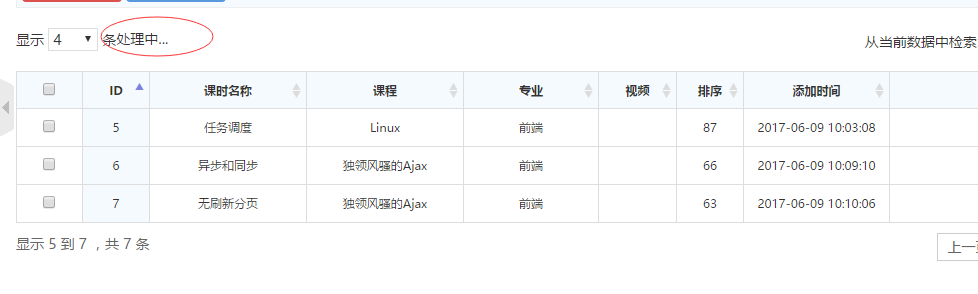 显示 4 条处理中...
从当前数据中检索
ID 课时名称 课程 专业 视频 排序 添加时间
5 任务调度 Linux 前端 87 2017-06-09 10:03:08
6 异步和同步 独领风骚的Ajax 前端 66 2017-06-09 10:09:10
7 无刷新分页 独领风骚的Ajax 前端 63 2017-06-09 10:10:06
显示 5 到 7 ，共 7 条
上一